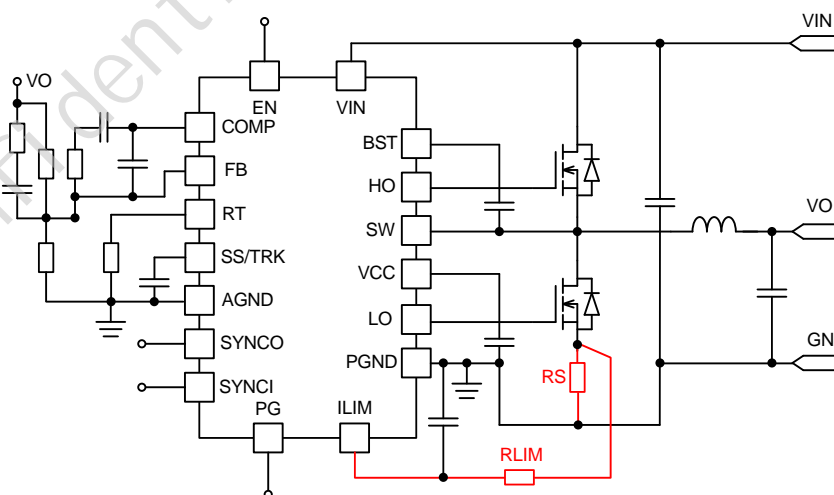 VIN
VO
EN
VIN
COMP
BST
FB
HO
RT
SW
VO
SS/TRK
VCC
AGND
LO
SYNCO
PGND
GN
SYNCI
RS
PG
ILIM
RLIM